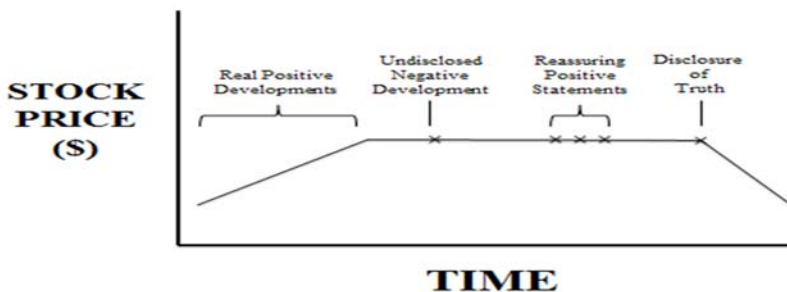 STOCK
PRICE
($)
Real Positive
Developments
Undisclosed
Negative
Development
Reassuring
Positive
Statements
Disclosure
of
Truth
TIME